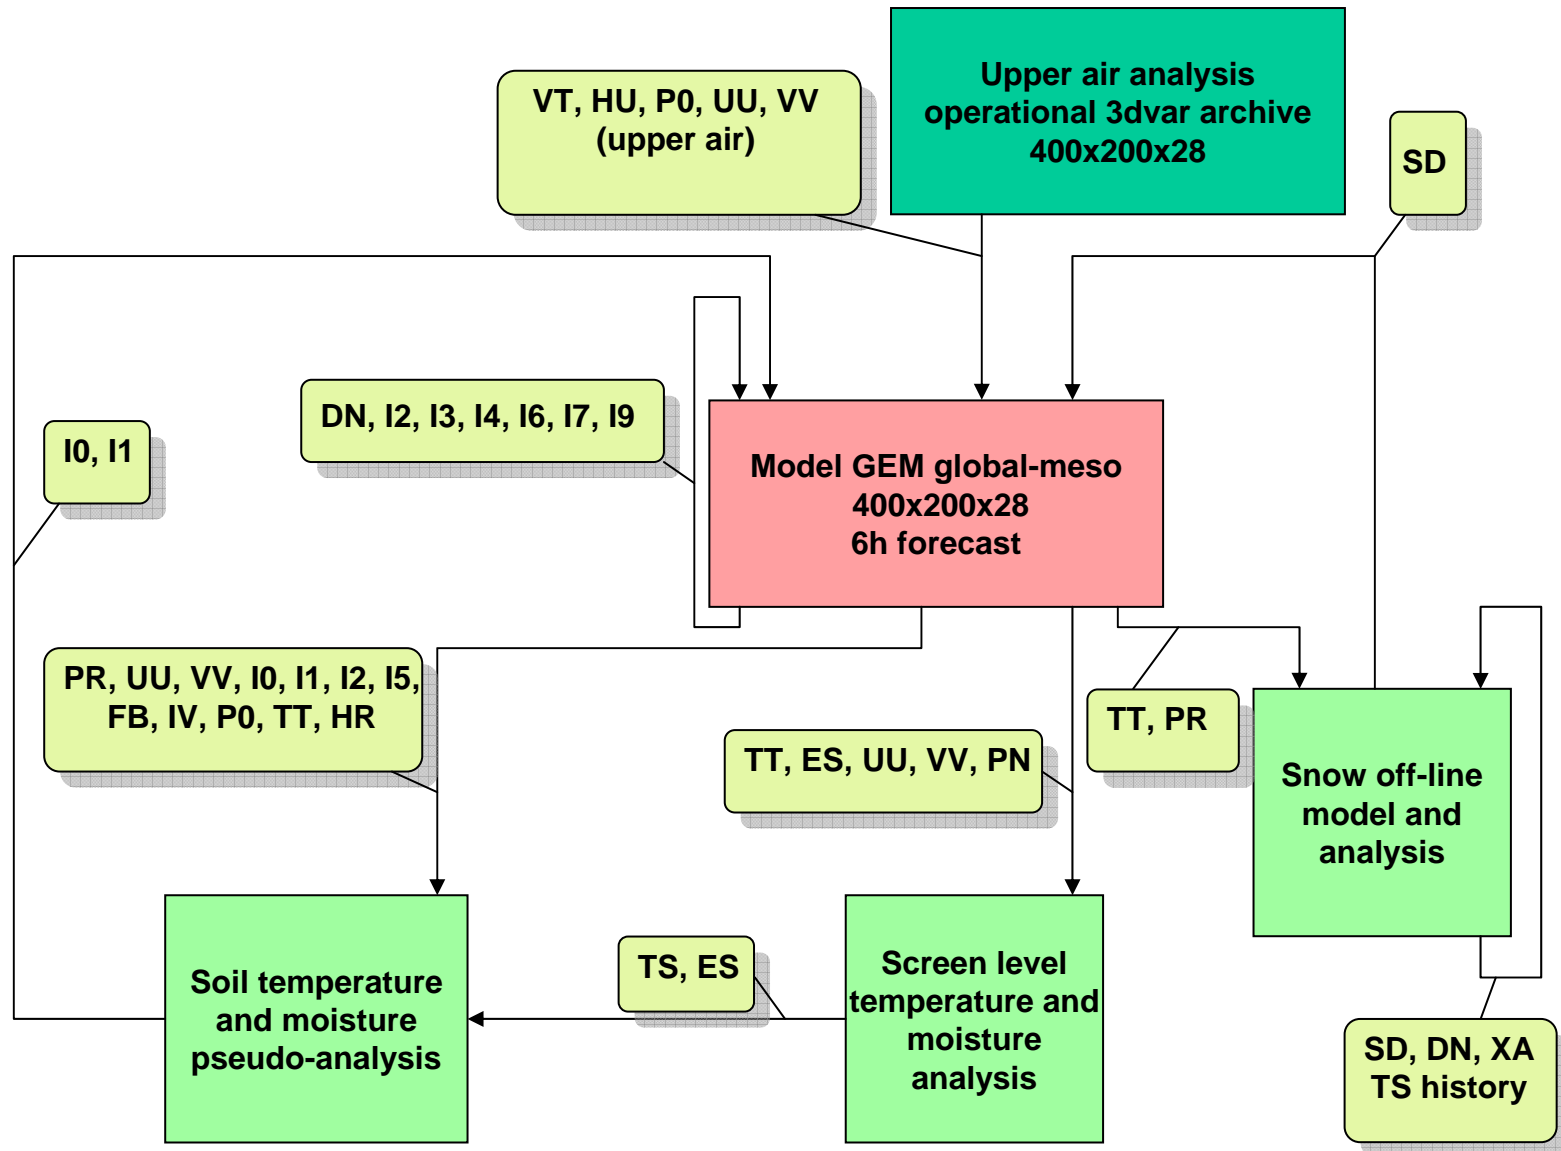 Upper air analysis
operational 3dvar archive
400x200x28
VT, HU, P0, UU, VV
(upper air)
SD
DN, I2, I3, I4, I6, I7, I9
I0, I1
Model GEM global-meso
400x200x28
6h forecast
PR, UU, VV, I0, I1, I2, I5,
FB, IV, P0, TT, HR
TT, PR
TT, ES, UU, VV, PN
Snow off-line
model and
analysis
TS, ES
Soil temperature
and moisture
pseudo-analysis
Screen level
temperature and
moisture
analysis
SD, DN, XA
TS history